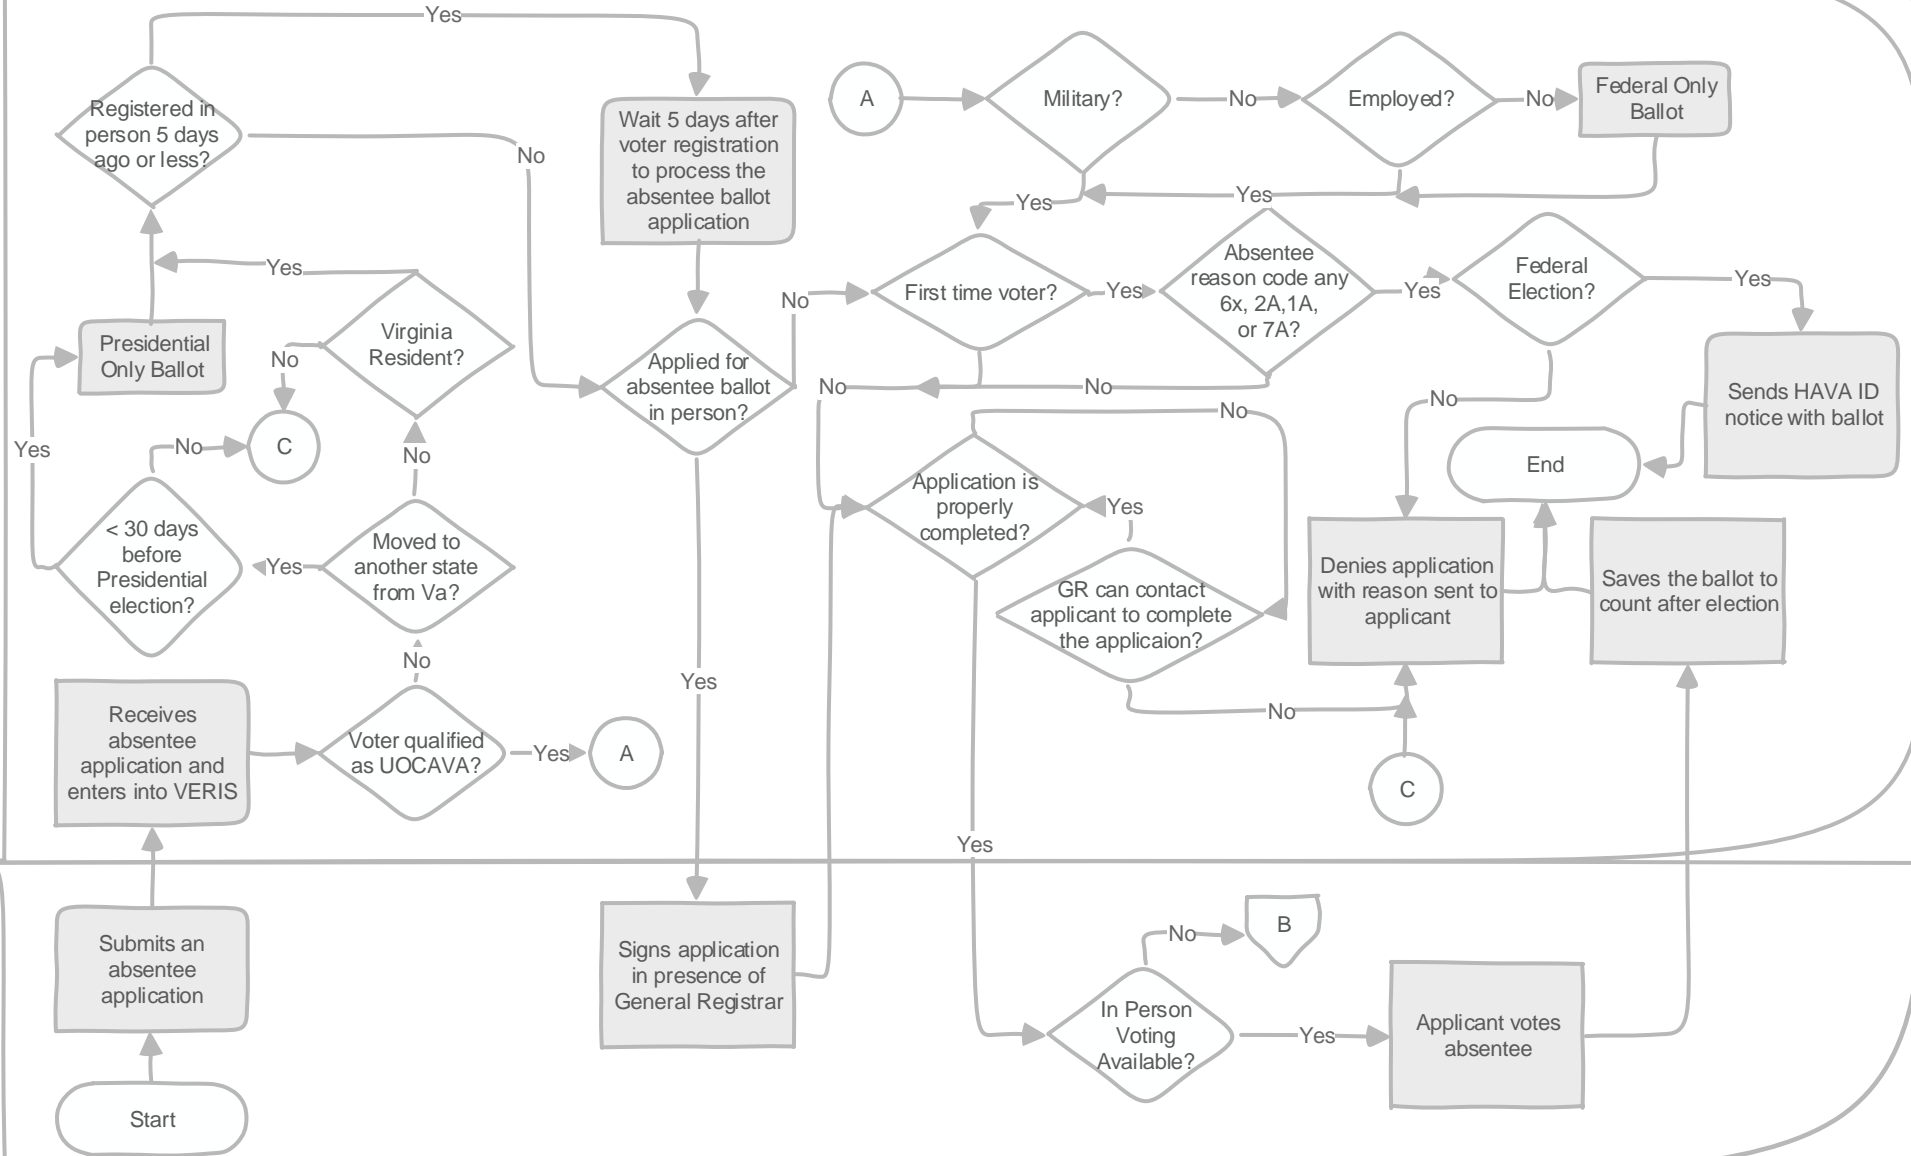 Yes
Registered in
person 5 days
ago or less?
No
Wait 5 days after
voter registration
to process the
absentee ballot
application
A
Military?
No
Employed?
No
Federal Only
Ballot
Yes
Yes
Yes
Virginia
Resident?
No
Presidential
Only Ballot
Yes
No
C
No
< 30 days
before
Presidential
election?
Yes
Moved to
another state
from Va?
No
Receives
absentee
application and
enters into VERIS
Voter qualified
as UOCAVA?
Yes
A
Applied for
absentee ballot
in person?
No
First time voter?
Yes
Absentee
reason code any
6x, 2A,1A,
or 7A?
Yes
Federal
Election?
Yes
Sends HAVA ID
notice with ballot
No
No
No
No
End
Application is
properly
completed?
Yes
GR can contact
applicant to complete
the applicaion?
No
Denies application
with reason sent to
applicant
Saves the ballot to
count after election
C
Yes
Yes
Submits an
absentee
application
Start
Signs application
in presence of
General Registrar
No
B
In Person
Voting
Available?
Yes
Applicant votes
absentee